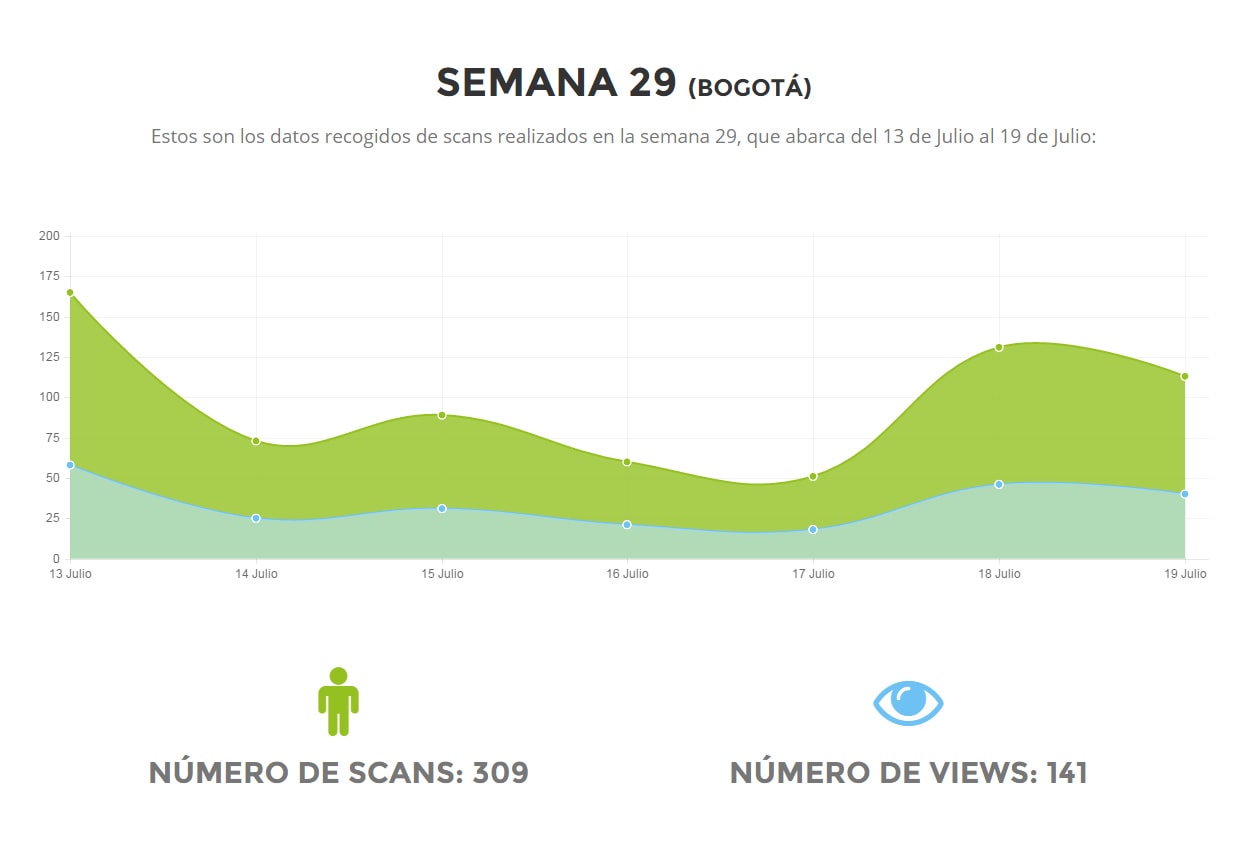 SEMANA 29 (BOGOTÁ)
Estos son los datos recogidos de scans realizados en la semana 29, que abarca del 13 de Julio al 19 de Julio:
200
175
150
125
100
75
50
25
0
13 Julio 14 Julio 15 Julio 16 Julio 17 Julio 18 Julio 19 Julio
NÚMERO DE SCANS: 309 NÚMERO DE VIEWS: 141